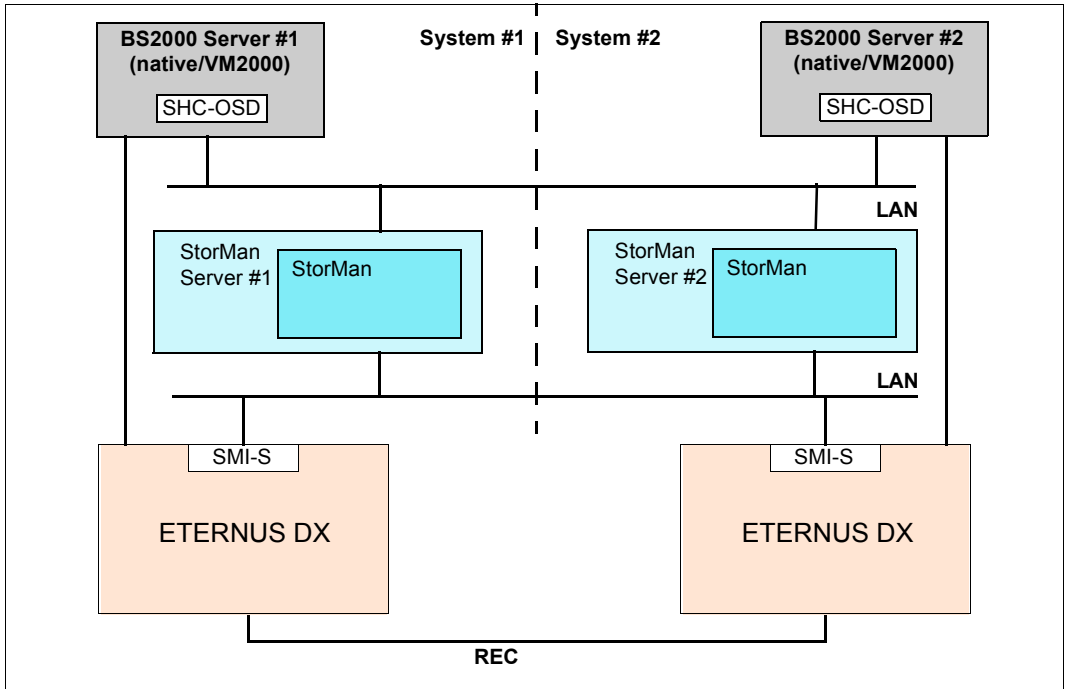 BS2000 Server #1
(native/VM2000)
SHC-OSD
System #1
System #2
BS2000 Server #2
(native/VM2000)
SHC-OSD
LAN
StorMan
Server #1
StorMan
StorMan
Server #2
StorMan
LAN
SMI-S
ETERNUS DX
SMI-S
ETERNUS DX
REC